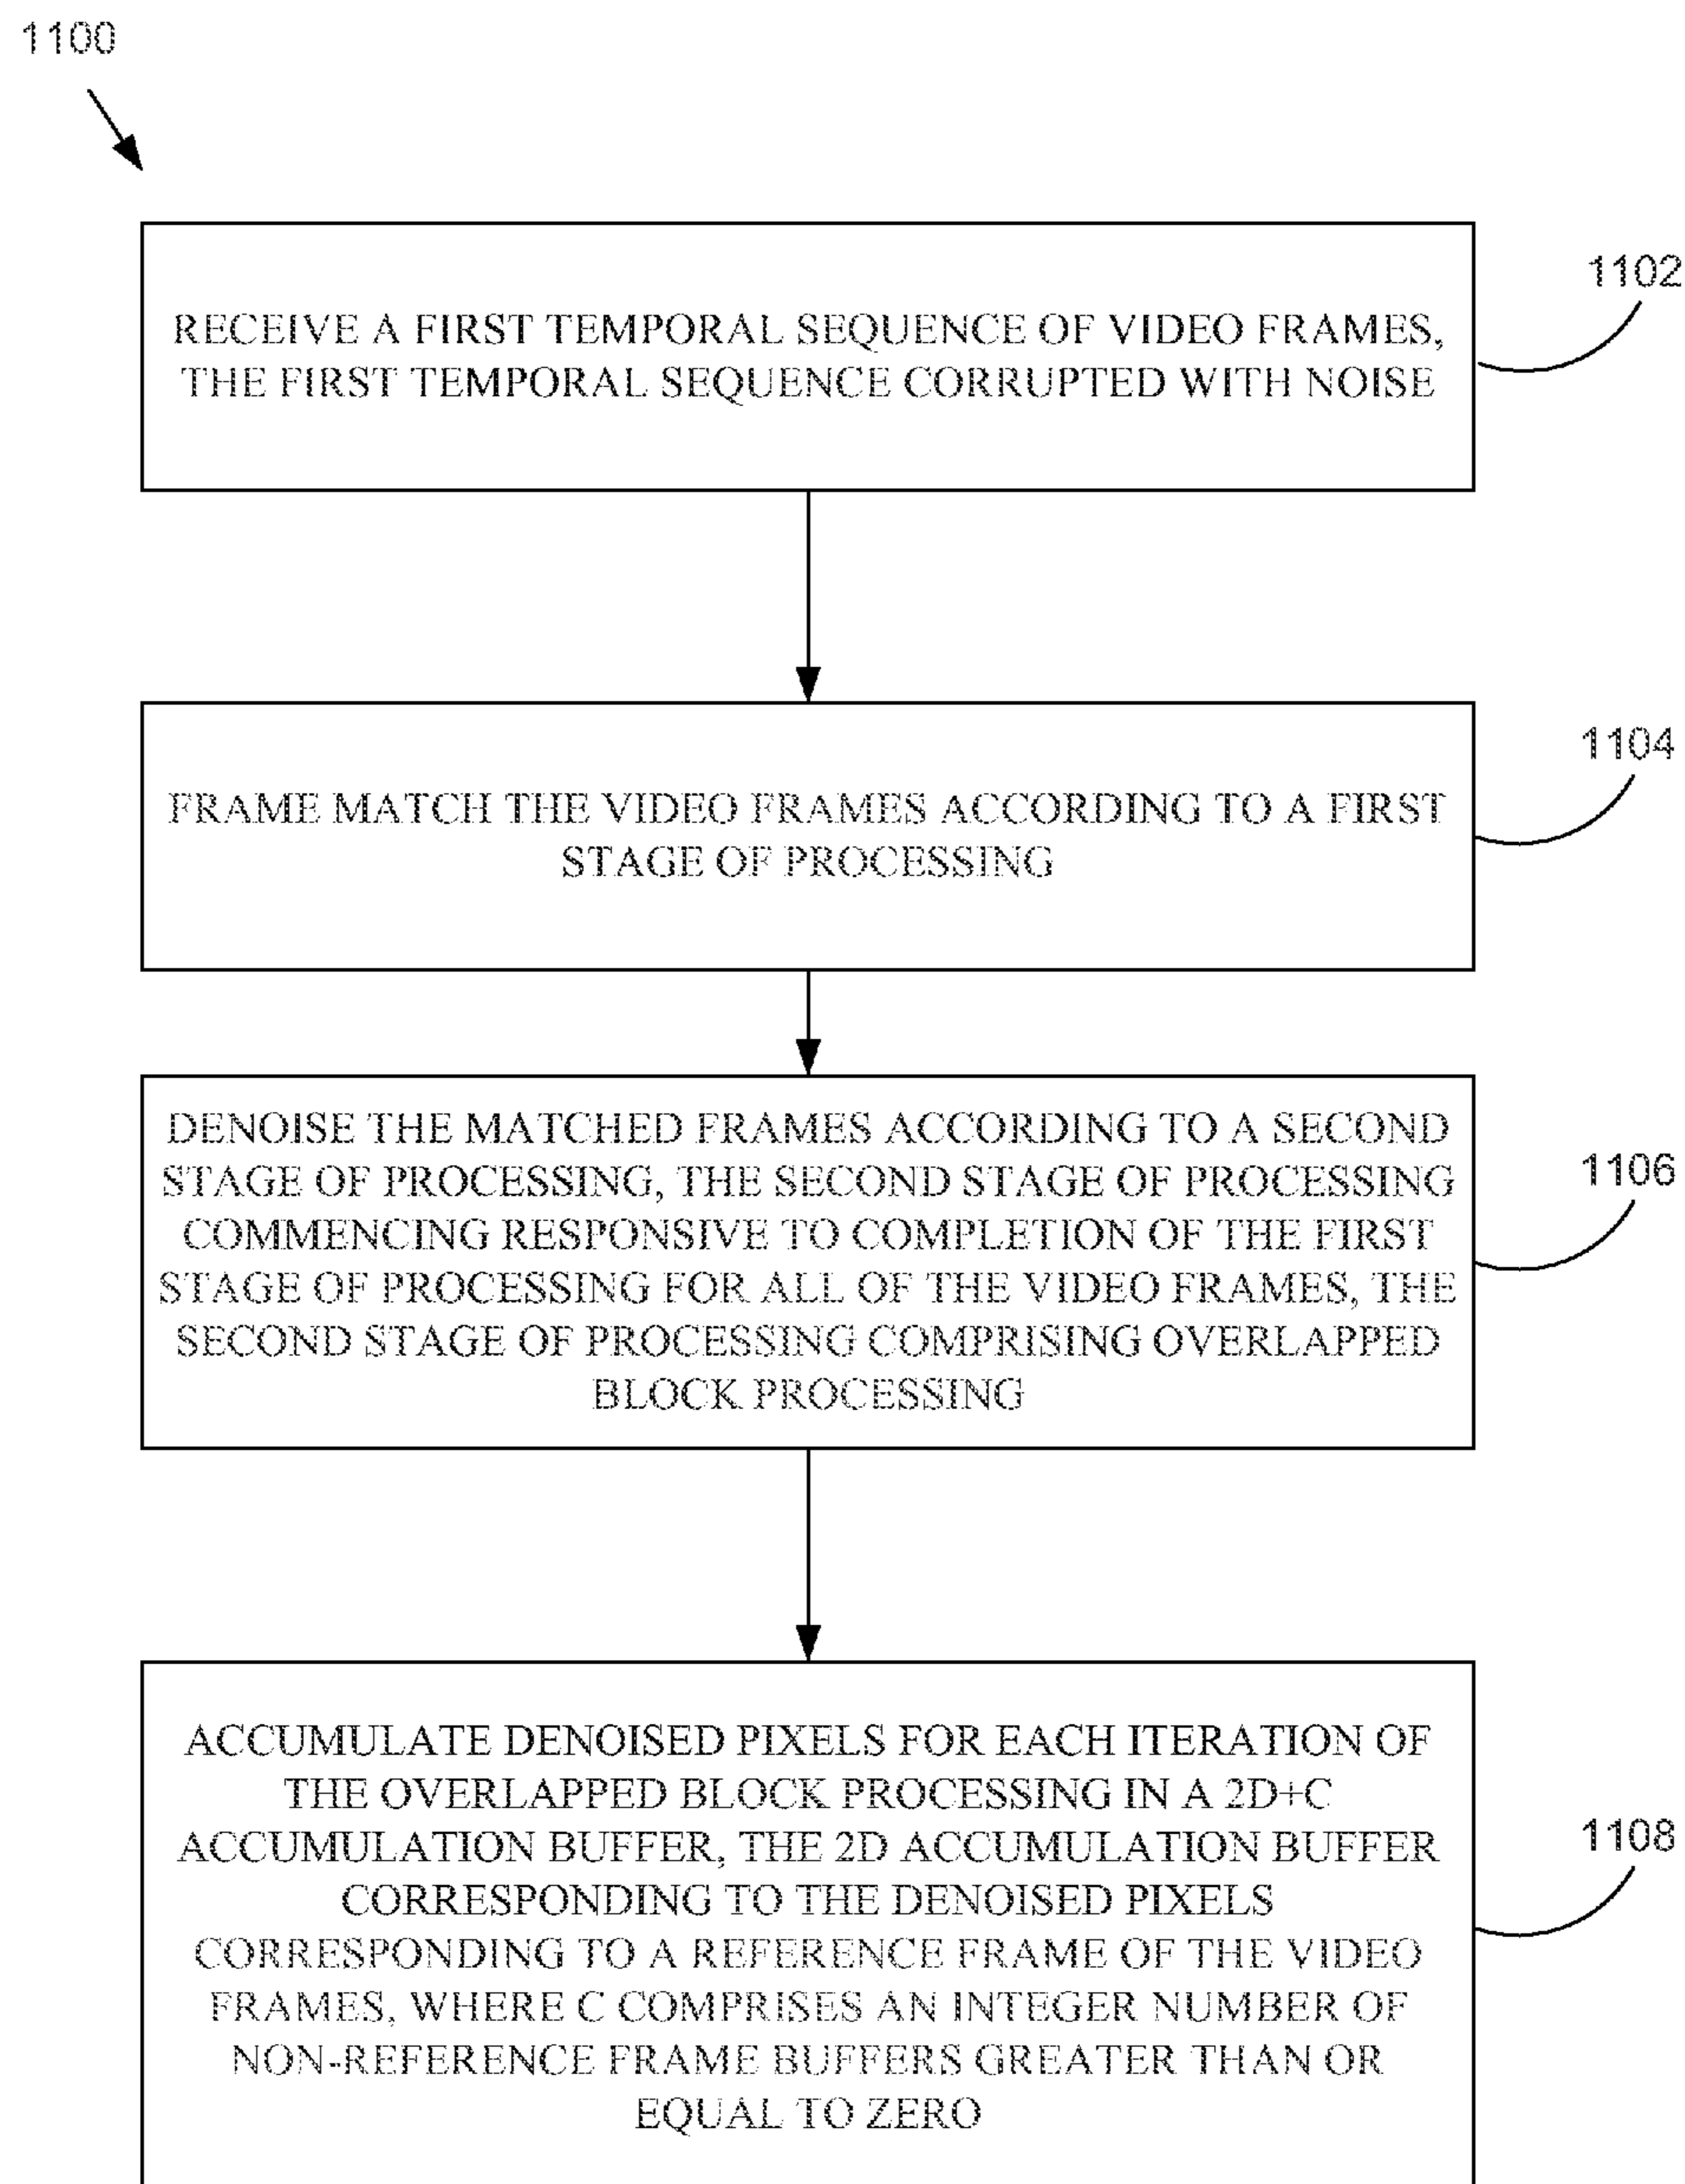 1100
1102
RECEIVE A FIRST TEMPORAL SEQUENCE OF VIDEO FRAMES,
THE FIRST TEMPORAL SEQUENCE CORRUPTED WITH NOISE
1104
FRAME MATCH THE VIDEO FRAMES ACCORDING TO A FIRST
STAGE OF PROCESSING
DENOISE THE MATCHED FRAMES ACCORDING TO A SECOND
STAGE OF PROCESSING, THE SECOND STAGE OF PROCESSING
1106
COMMENCING RESPONSIVE TO COMPLETION OF THE FIRST
STAGE OF PROCESSING FOR ALL OF THE VIDEO FRAMES, THE
SECOND STAGE OF PROCESSING COMPRISING OVERLAPPED
BLOCK PROCESSING
ACCUMULATE DENOISED PIXELS FOR EACH ITERATION OF
THE OVERLAPPED BLOCK PROCESSING IN A 2D+C
1108
ACCUMULATION BUFFER, THE 2D ACCUMULATION BUFFER
CORRESPONDING TO THE DENOISED PIXELS
CORRESPONDING TO A REFERENCE FRAME OF THE VIDEO
FRAMES, WHERE C COMPRISES AN INTEGER NUMBER OF
NON-REFERENCE FRAME BUFFERS GREATER THAN OR
EQUAL TO ZERO